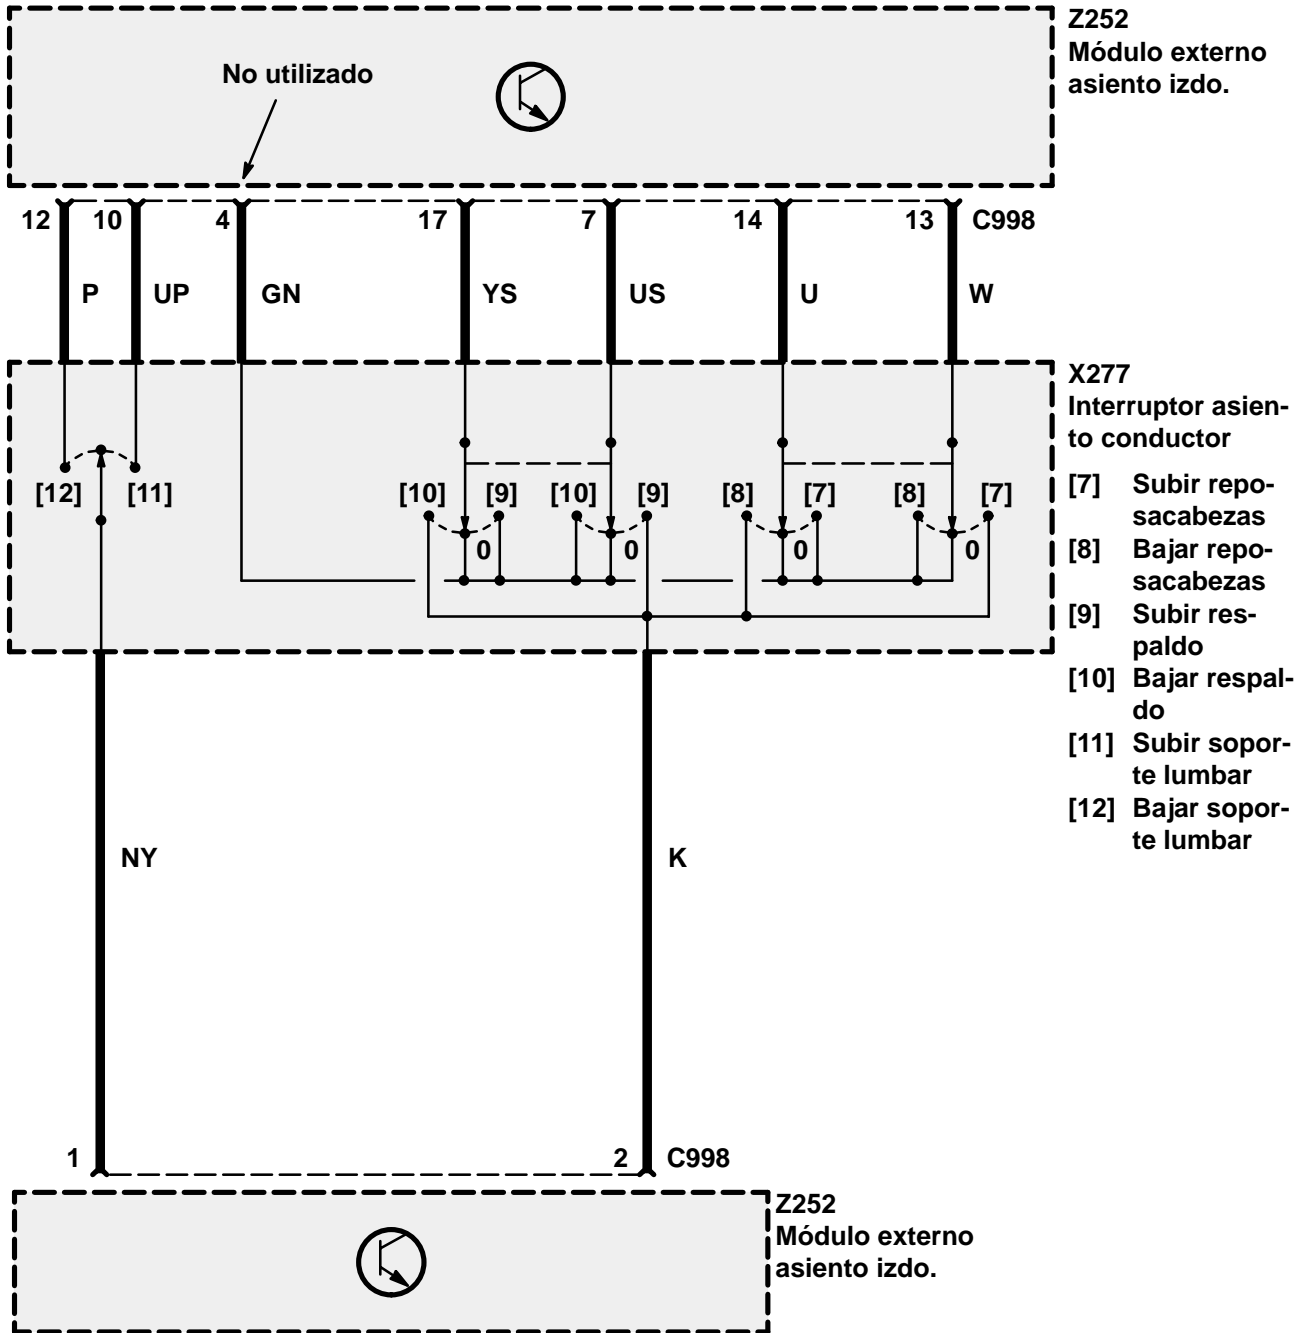 Z252
Módulo externo
asiento izdo.
No utilizado
12 10 4 17 7 14 13 C998
P UP GN YS US U W
X277
Interruptor asien-
to conductor
[12] [11] [10] [9] [10] [9] [8] [7] [8] [7]
0 0 0 0
[7] Subir repo-
sacabezas
[8] Bajar repo-
sacabezas
[9] Subir res-
paldo
[10] Bajar respal-
do
[11] Subir sopor-
te lumbar
[12] Bajar sopor-
te lumbar
NY K
1 2 C998
Z252
Módulo externo
asiento izdo.